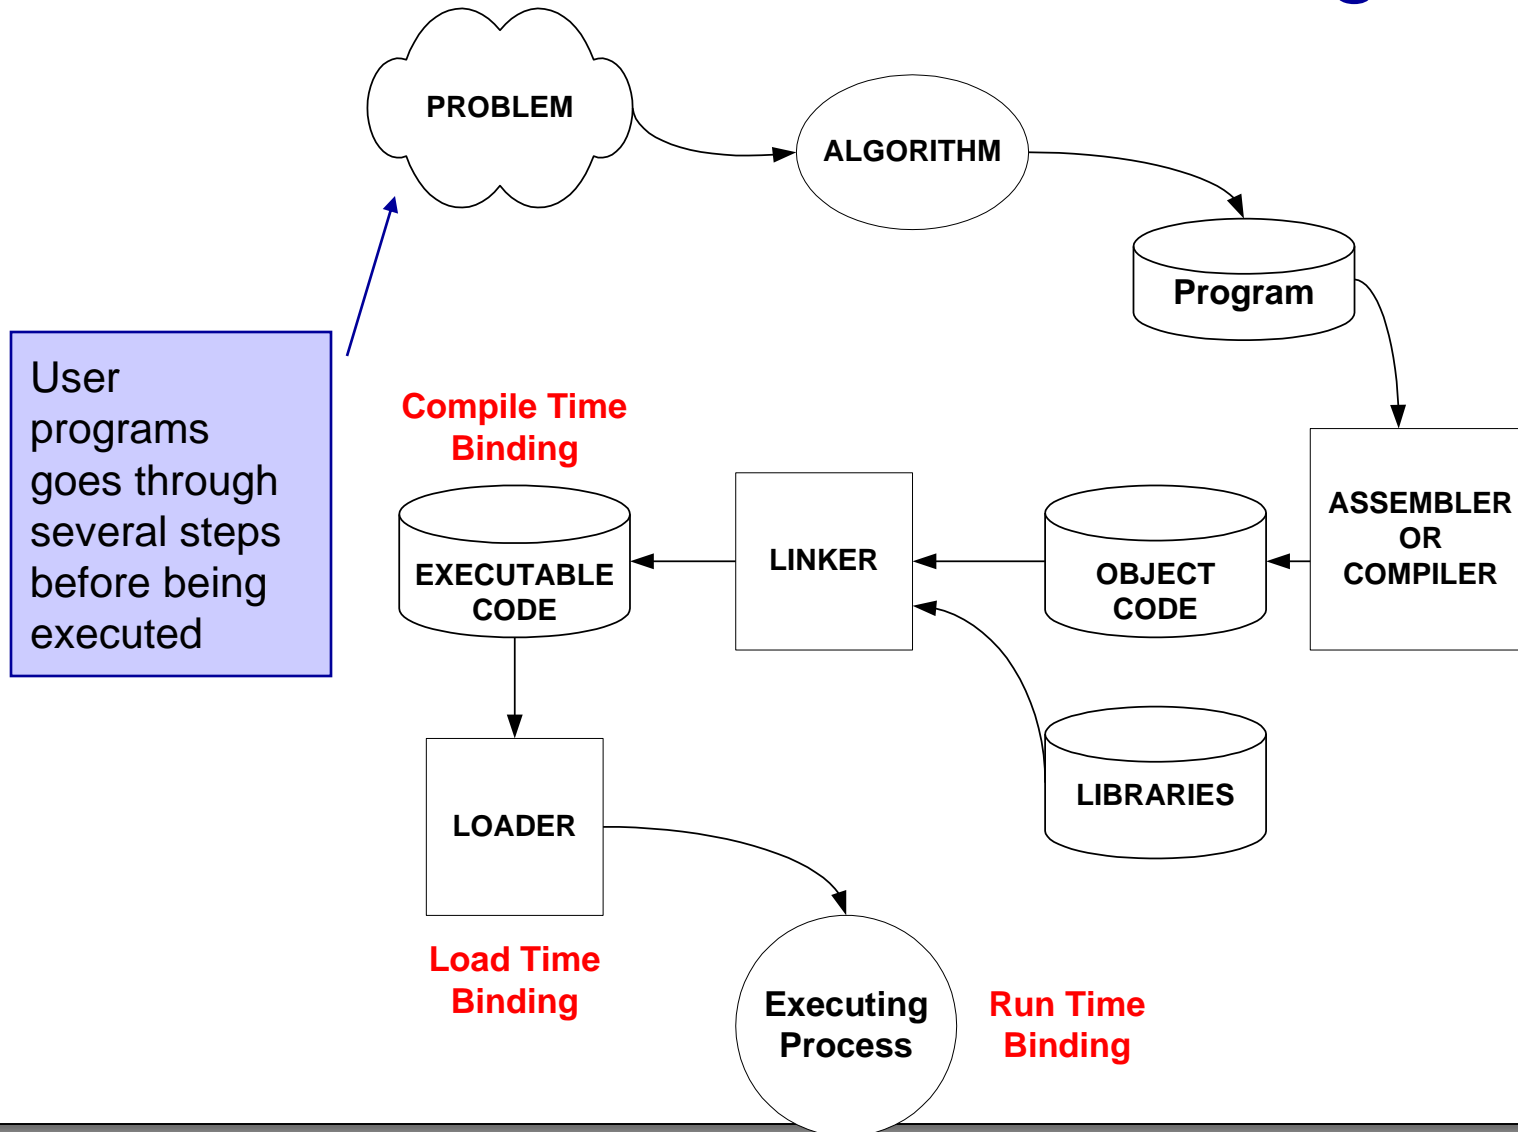 PROBLEM
ALGORITHM
Program
User
programs
goes through
several steps
before being
executed
Compile Time
Binding
EXECUTABLE
CODE
LINKER
OBJECT
CODE
ASSEMBLER
OR
COMPILER
LIBRARIES
LOADER
Load Time
Binding
Executing
Process
Run Time
Binding